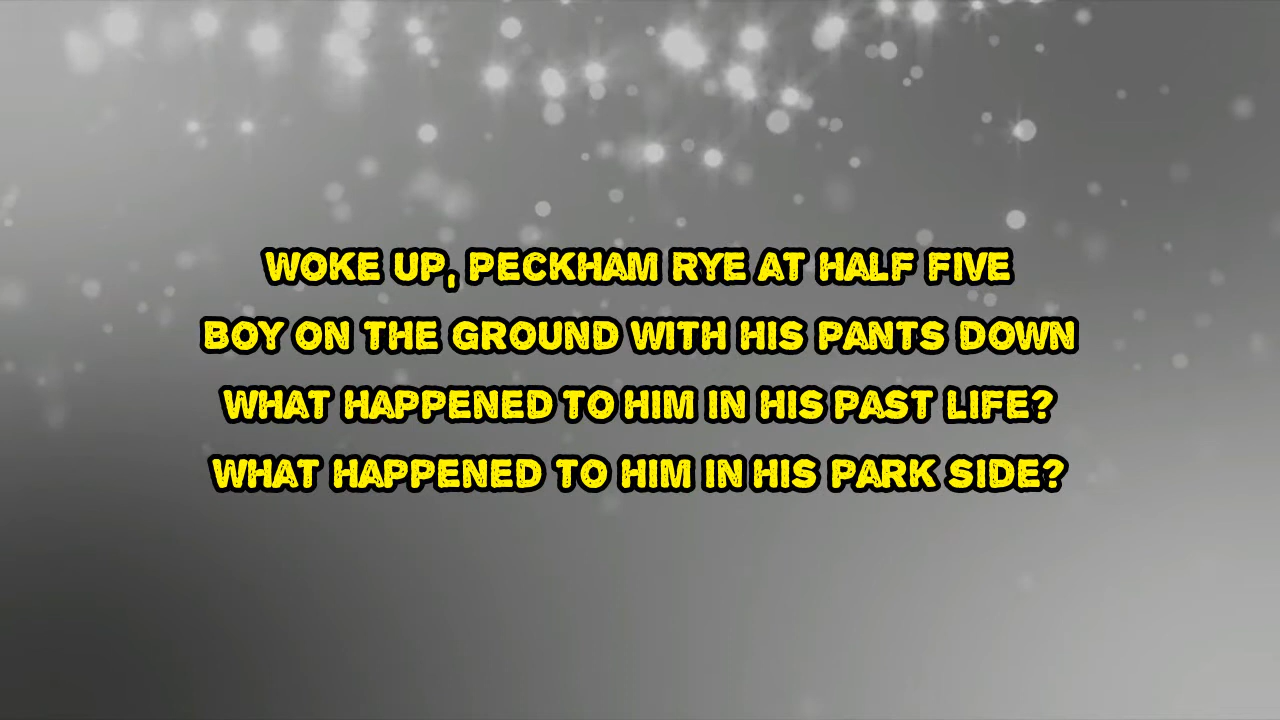 WOKE UP, PECKHAM RYE AT HALF FIVE
BOY ON THE GROUND WITH HIS PANTS DOWN
WHAT HAPPENED TO HIM IN HIS PAST LIFE?
WHAT HAPPENED TO HIM IN HIS PARK SIDE?